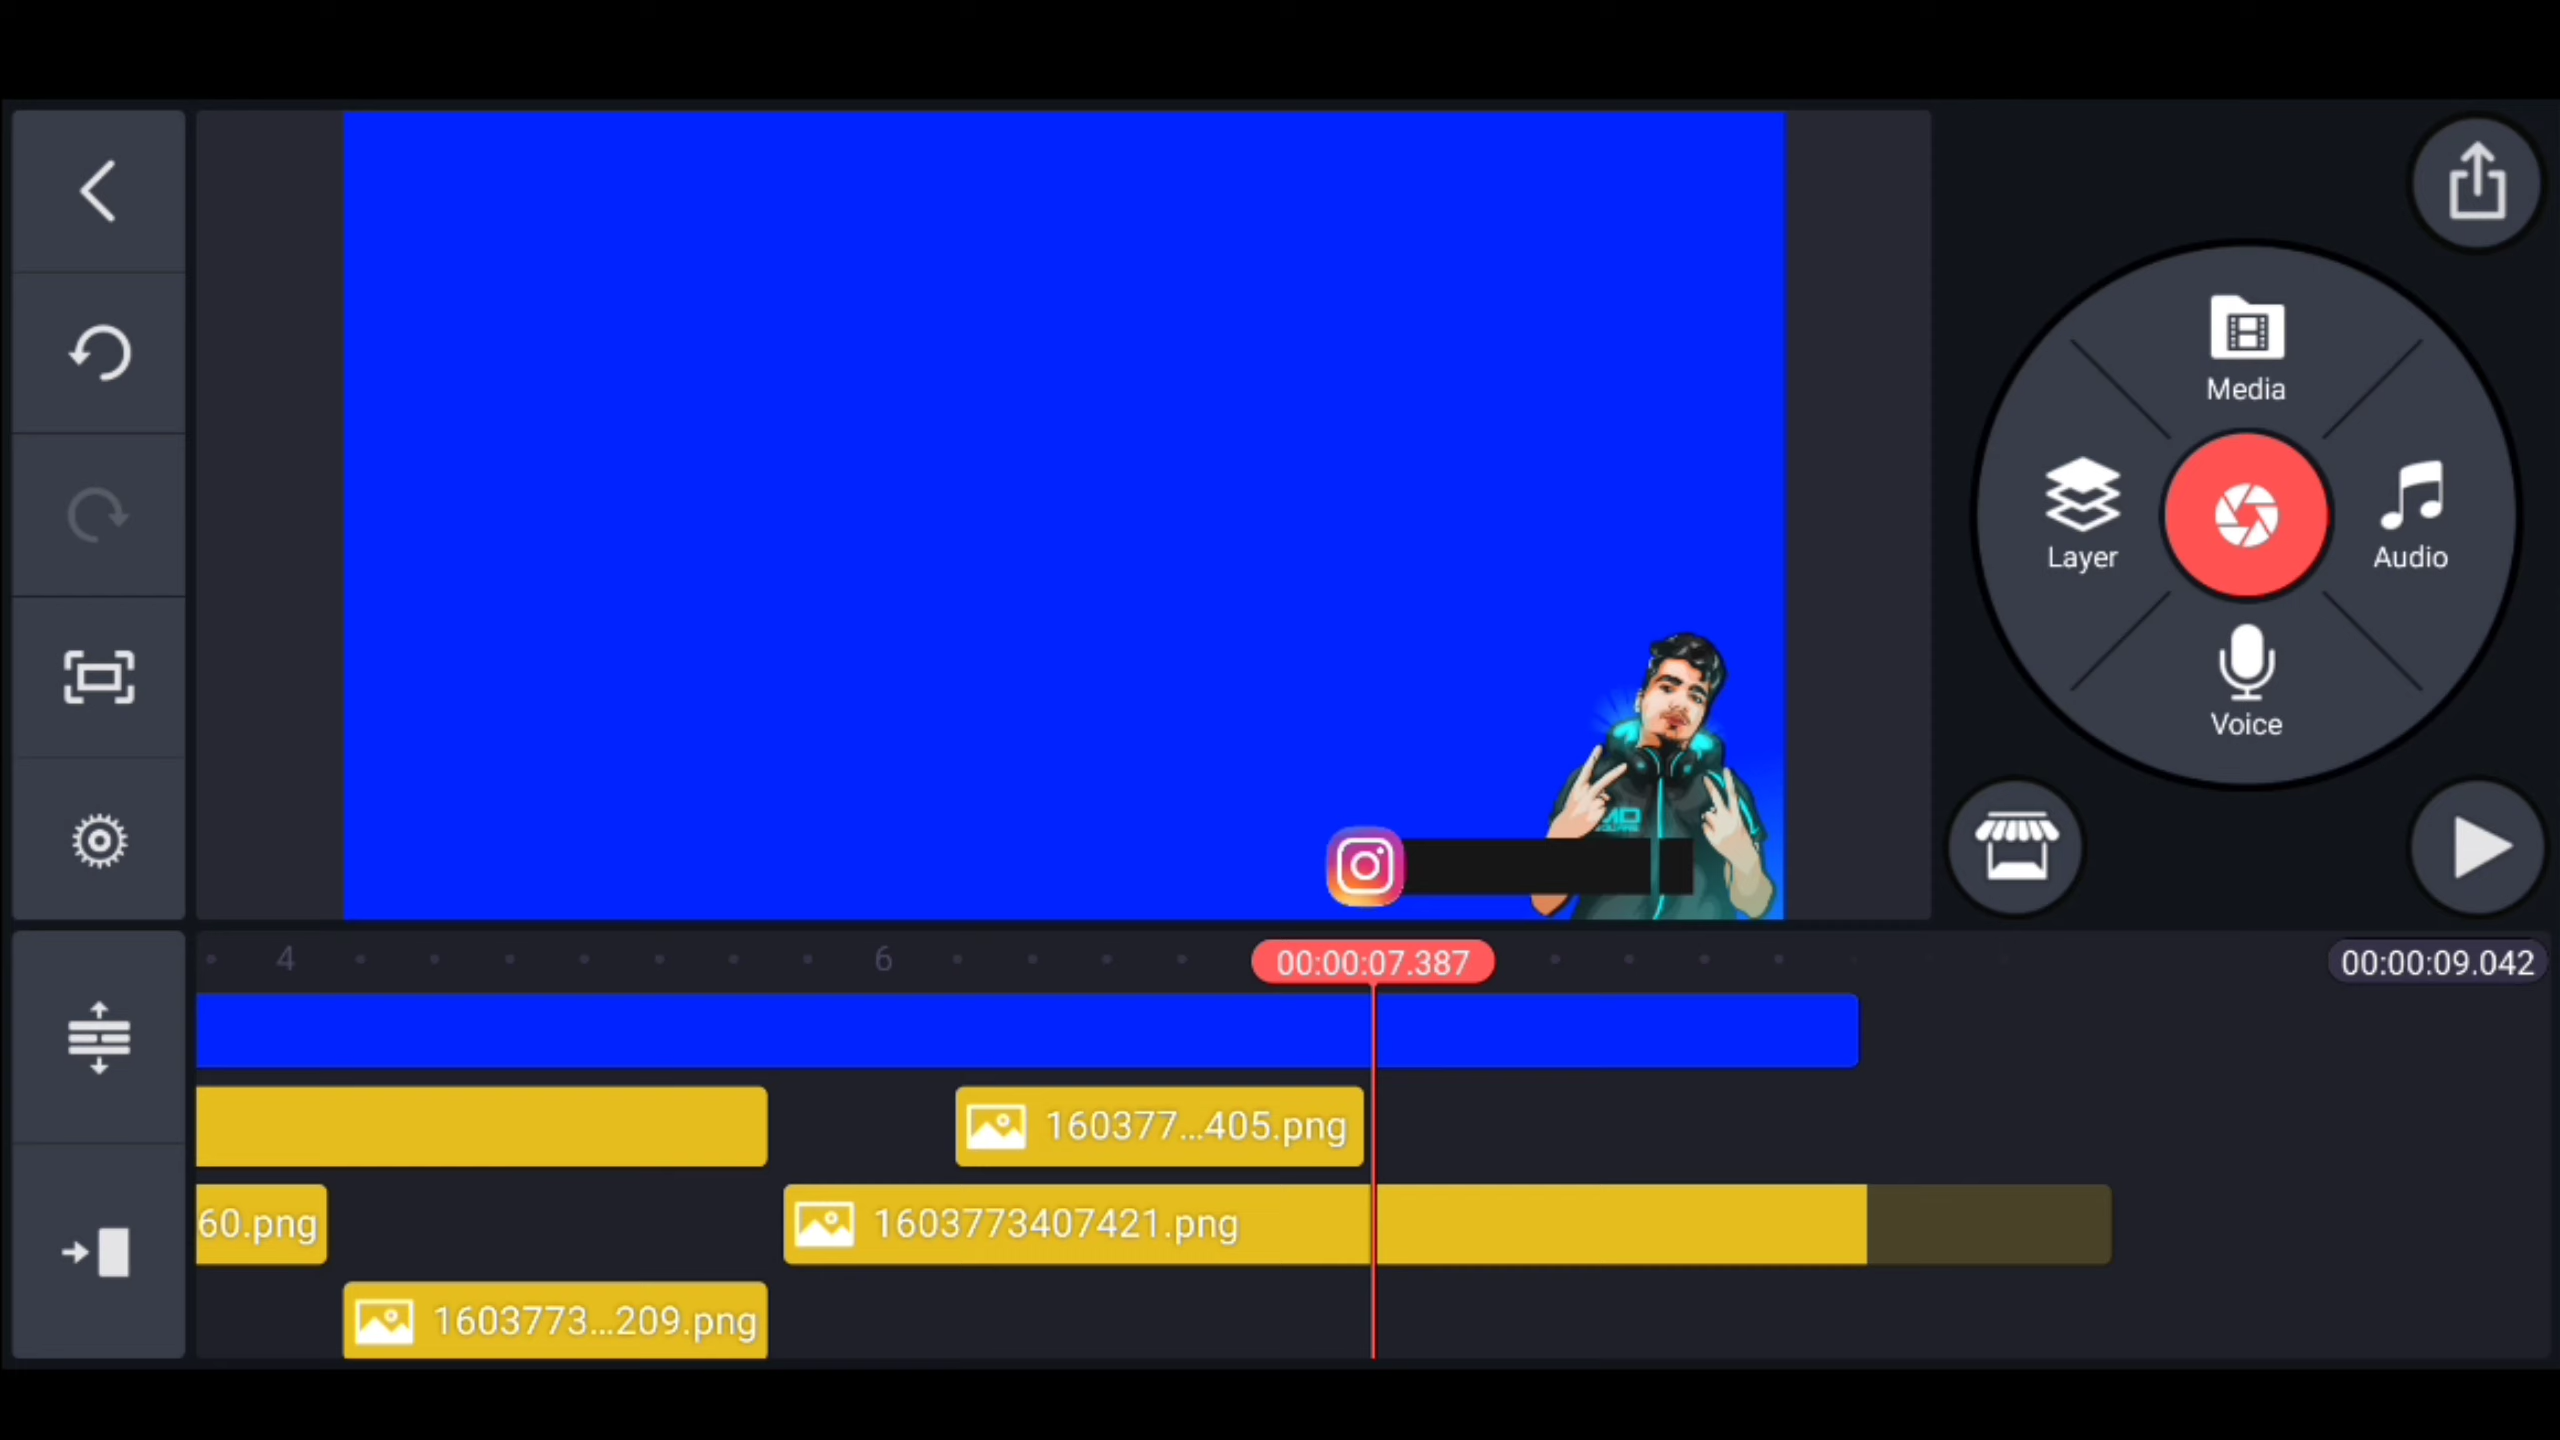 Media
Layer
Audio
Voice
4
6
00:00:07.387
00:00:09.042
160377...405.png
60.png
1603773407421.png
1603773...209.png